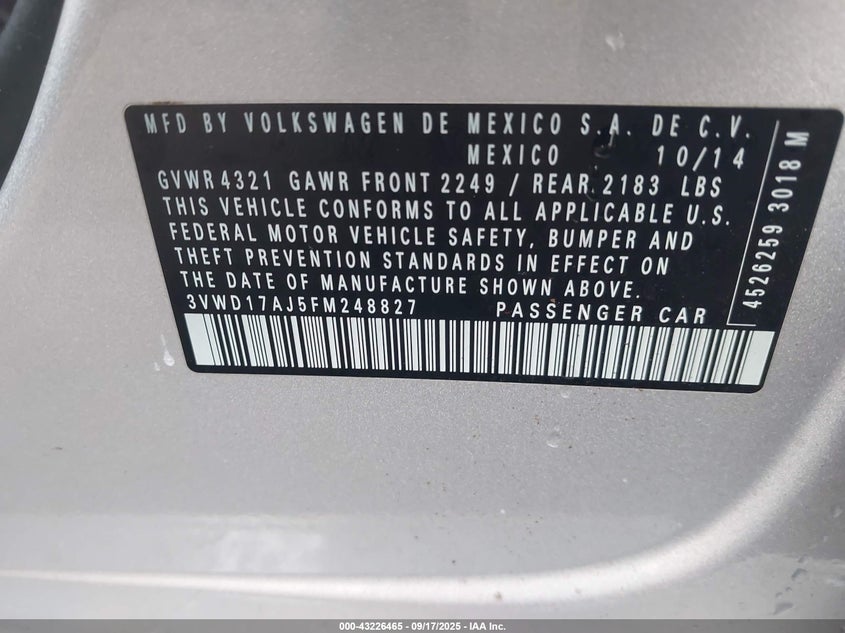 MFD BY VOLKSWAGEN DE MEXICO S.A. DE C.V.
MEXICO 10/14
GVWR 4321 GAWR FRONT 2249 / REAR 2183 LBS
THIS VEHICLE CONFORMS TO ALL APPLICABLE U.S.
FEDERAL MOTOR VEHICLE SAFETY, BUMPER AND
THEFT PREVENTION STANDARDS IN EFFECT ON
THE DATE OF MANUFACTURE SHOWN ABOVE.
3VWD17AJ5FM248827 PASSENGER CAR
4526259 3018 M
000-43226465 - 09/17/2025 - IAA Inc.